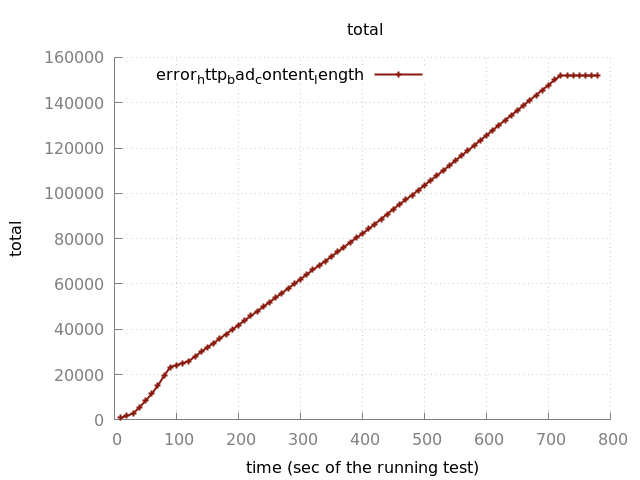 total
160000
error_http_bad_content_length
140000
120000
100000
80000
60000
40000
20000
0
total
0 100 200 300 400 500 600 700 800
time (sec of the running test)